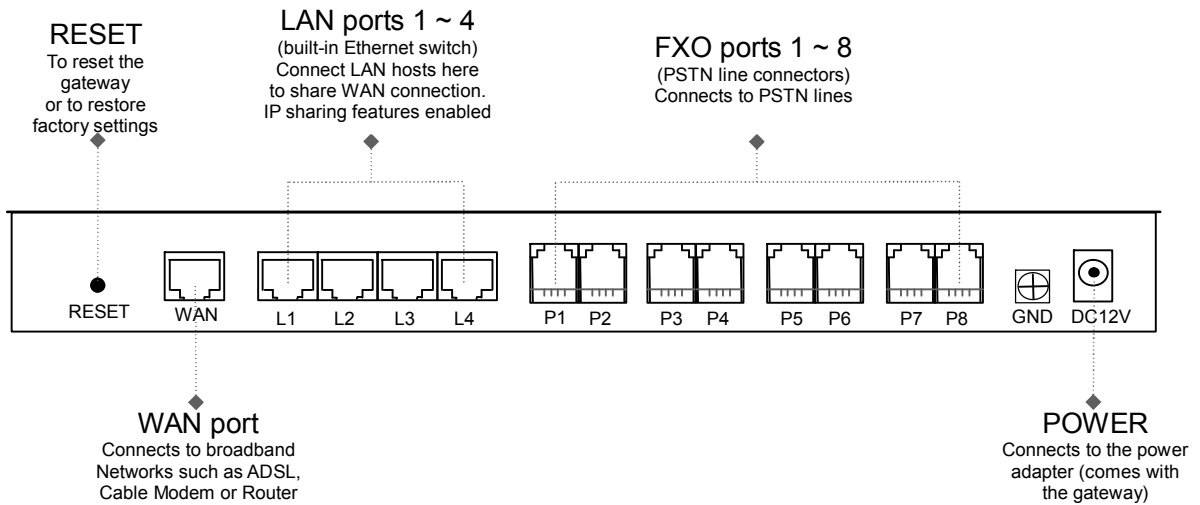 RESET
To reset the
gateway
or to restore
factory settings
LAN ports 1 ~ 4
(built-in Ethernet switch)
Connect LAN hosts here
to share WAN connection.
IP sharing features enabled
FXO ports 1 ~ 8
(PSTN line connectors)
Connects to PSTN lines
RESET WAN L1 L2 L3 L4 P1 P2 P3 P4 P5 P6 P7 P8 GND DC12V
WAN port
Connects to broadband
Networks such as ADSL,
Cable Modem or Router
POWER
Connects to the power
adapter (comes with
the gateway)